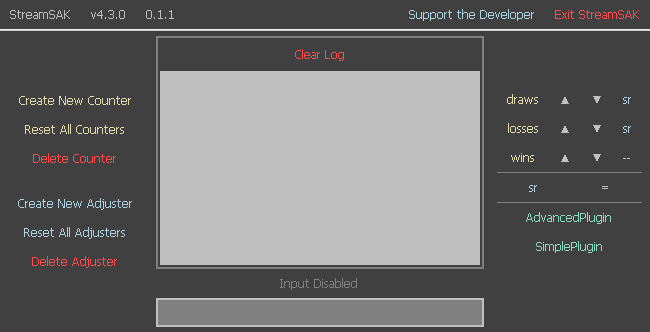 StreamSAK v4.3.0 0.1.1 Support the Developer Exit StreamSAK
Clear Log
Create New Counter
Reset All Counters
Delete Counter
Create New Adjuster
Reset All Adjusters
Delete Adjuster
draws ▲ ▼ sr
losses ▲ ▼ sr
wins ▲ ▼ --
sr =
AdvancedPlugin
SimplePlugin
Input Disabled